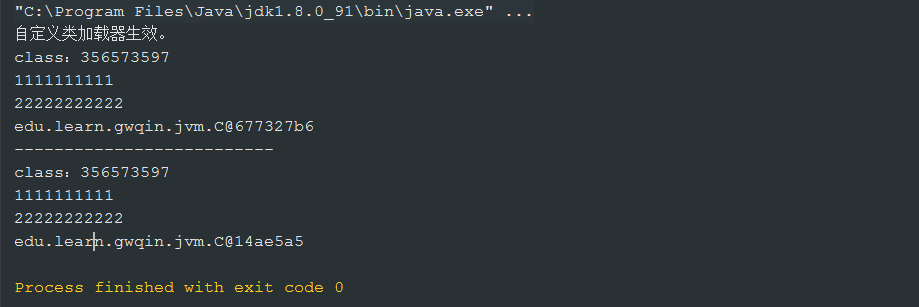 "C:\Program Files\Java\jdk1.8.0_91\bin\java.exe" ...
自定义类加载器生效。
class：356573597
1111111111
22222222222
edu.learn.gwqin.jvm.C@677327b6
--------------------------
class：356573597
1111111111
22222222222
edu.learn.gwqin.jvm.C@14ae5a5
Process finished with exit code 0